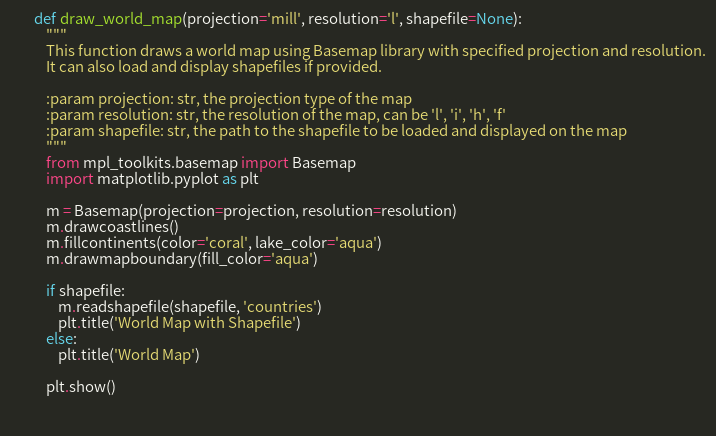 def draw_world_map(projection='mill', resolution='l', shapefile=None):
    """
    This function draws a world map using Basemap library with specified projection and resolution.
    It can also load and display shapefiles if provided.

    :param projection: str, the projection type of the map
    :param resolution: str, the resolution of the map, can be 'l', 'i', 'h', 'f'
    :param shapefile: str, the path to the shapefile to be loaded and displayed on the map
    """
    from mpl_toolkits.basemap import Basemap
    import matplotlib.pyplot as plt

    m = Basemap(projection=projection, resolution=resolution)
    m.drawcoastlines()
    m.fillcontinents(color='coral', lake_color='aqua')
    m.drawmapboundary(fill_color='aqua')

    if shapefile:
        m.readshapefile(shapefile, 'countries')
        plt.title('World Map with Shapefile')
    else:
        plt.title('World Map')

    plt.show()